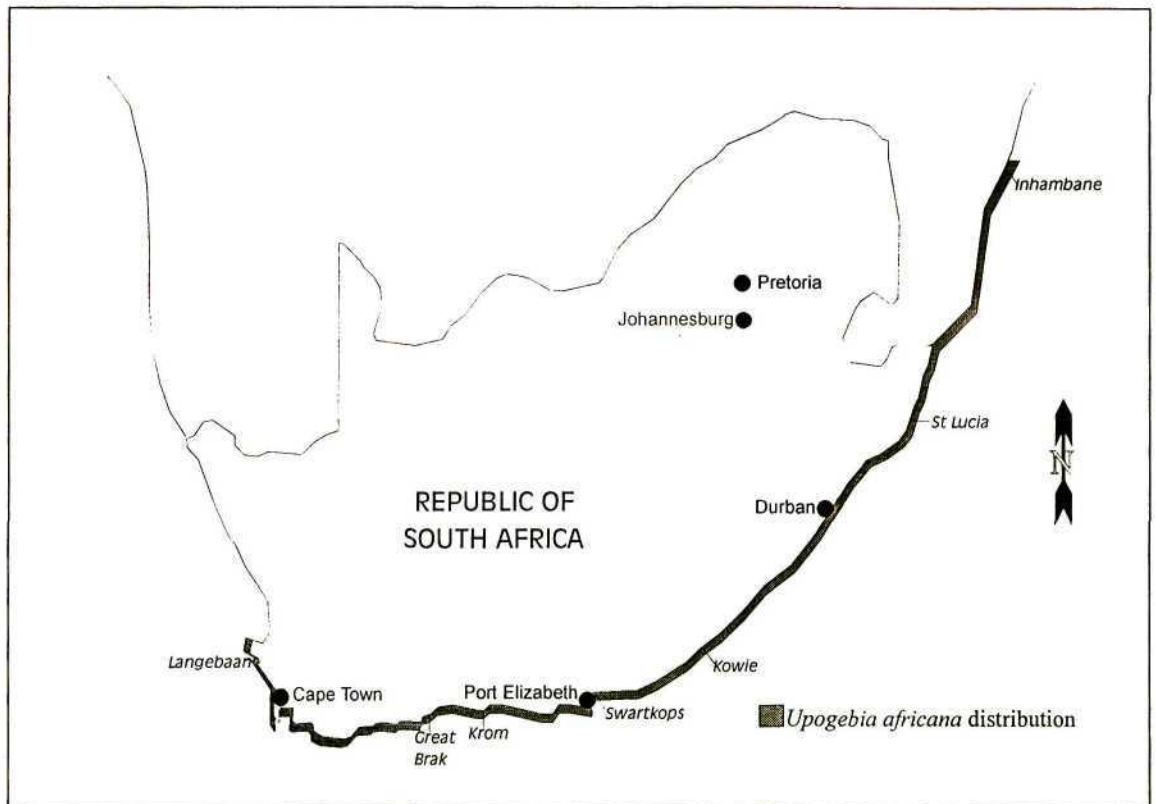 Inhambane
Pretoria
Johannesburg
St Lucia
N
REPUBLIC OF
SOUTH AFRICA
Durban
Langebaan
Kowie
Cape Town
Port Elizabeth
Swartkops
Great
Brak
Krom
Upogebia africana distribution